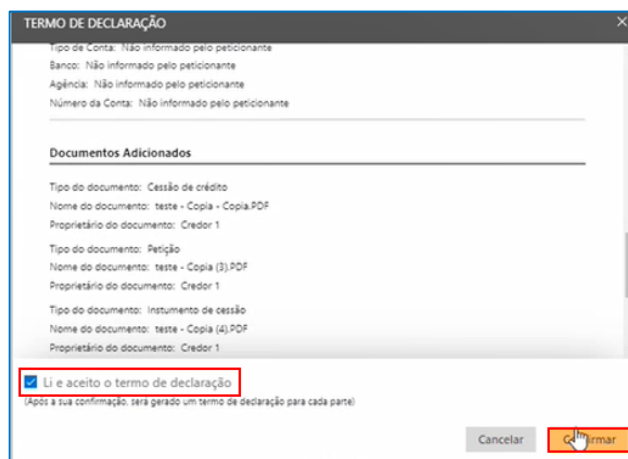 TERMO DE DECLARAÇÃO
Tipo de Conta: Não informado pelo peticionante
Banco: Não informado pelo peticionante
Agência: Não informado pelo peticionante
Número da Conta: Não informado pelo peticionante
Documentos Adicionados
Tipo do documento: Cessão de crédito
Nome do documento: teste - Copia - Copia.PDF
Proprietário do documento: Credor 1
Tipo do documento: Petição
Nome do documento: teste - Copia (3).PDF
Proprietário do documento: Credor 1
Tipo do documento: Instumento de cessão
Nome do documento: teste - Copia (4).PDF
Proprietário do documento: Credor 1
Li e aceito o termo de declaração
(Após a sua confirmação, sera gerado um termo de declaração para cada parte)
Cancelar
Confirmar